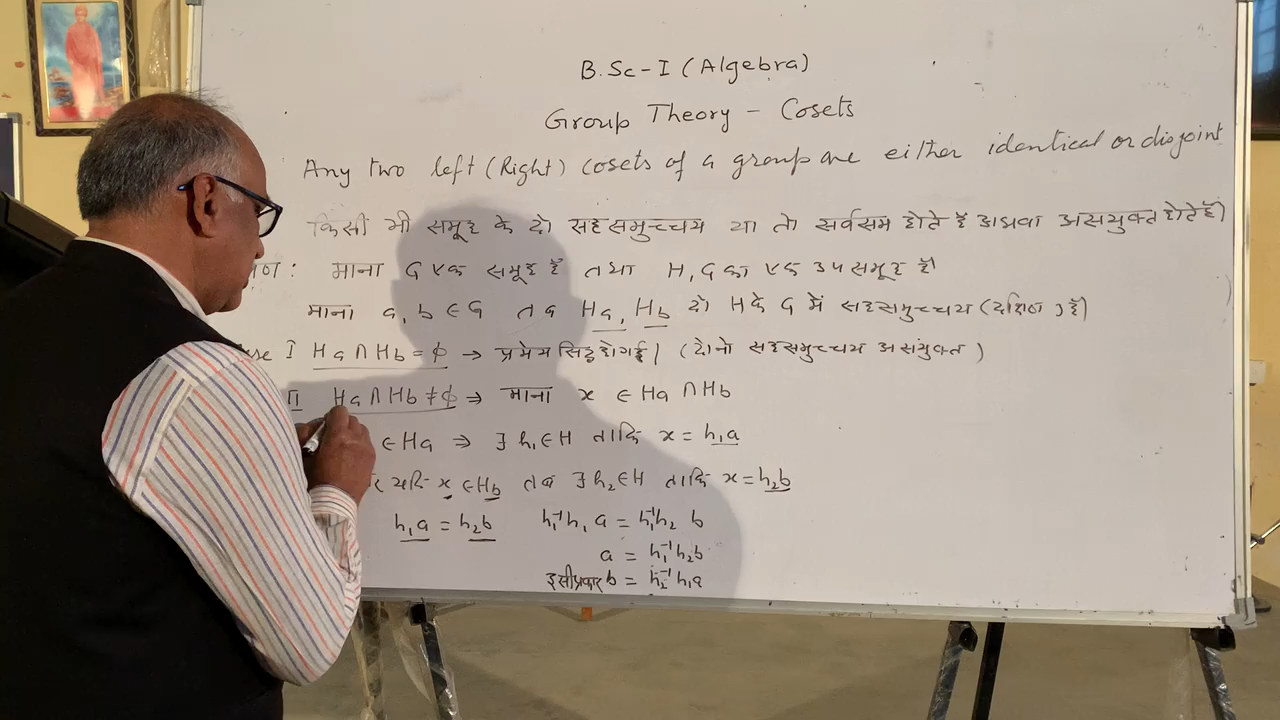 B.Sc-I (Algebra)
Group Theory - Cosets
Any two left (Right) cosets of a group are either identical or disjoint
किसी भी समूह के दो सहसमुच्चय या तो सर्वसम होते हैं अथवा असंयुक्त होते हैं।
माना G एक समूह है तथा H, G का एक उपसमूह है।
माना a, b ∈ G तब Ha, Hb दो H के G में सहसमुच्चय (दक्षिण) हैं)
I Ha ∩ Hb = ϕ → प्रमेय सिद्ध हो गई। (दोनो सहसमुच्चय असंयुक्त)
II Ha ∩ Hb ≠ ϕ ⇒ माना x ∈ Ha ∩ Hb
∈ Ha ⇒ ∃ h₁ ∈ H ताकि x = h₁a
यदि x ∈ Hb तब ∃ h₂ ∈ H ताकि x = h₂b
h₁a = h₂b h₁⁻¹h₁ a = h₁⁻¹h₂ b
a = h₁⁻¹h₂b
इसीप्रकार b = h₂⁻¹h₁a